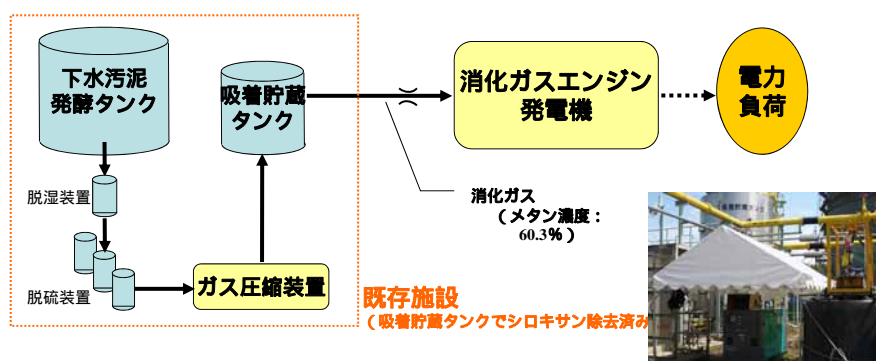 下水汚泥
発酵タンク
吸着貯蔵
タンク
消化ガスエンジン
発電機
電力
負荷
脱湿装置
脱硫装置
ガス圧縮装置
消化ガス
（メタン濃度：
60.3%）
既存施設
（吸着貯蔵タンクでシロキサン除去済み